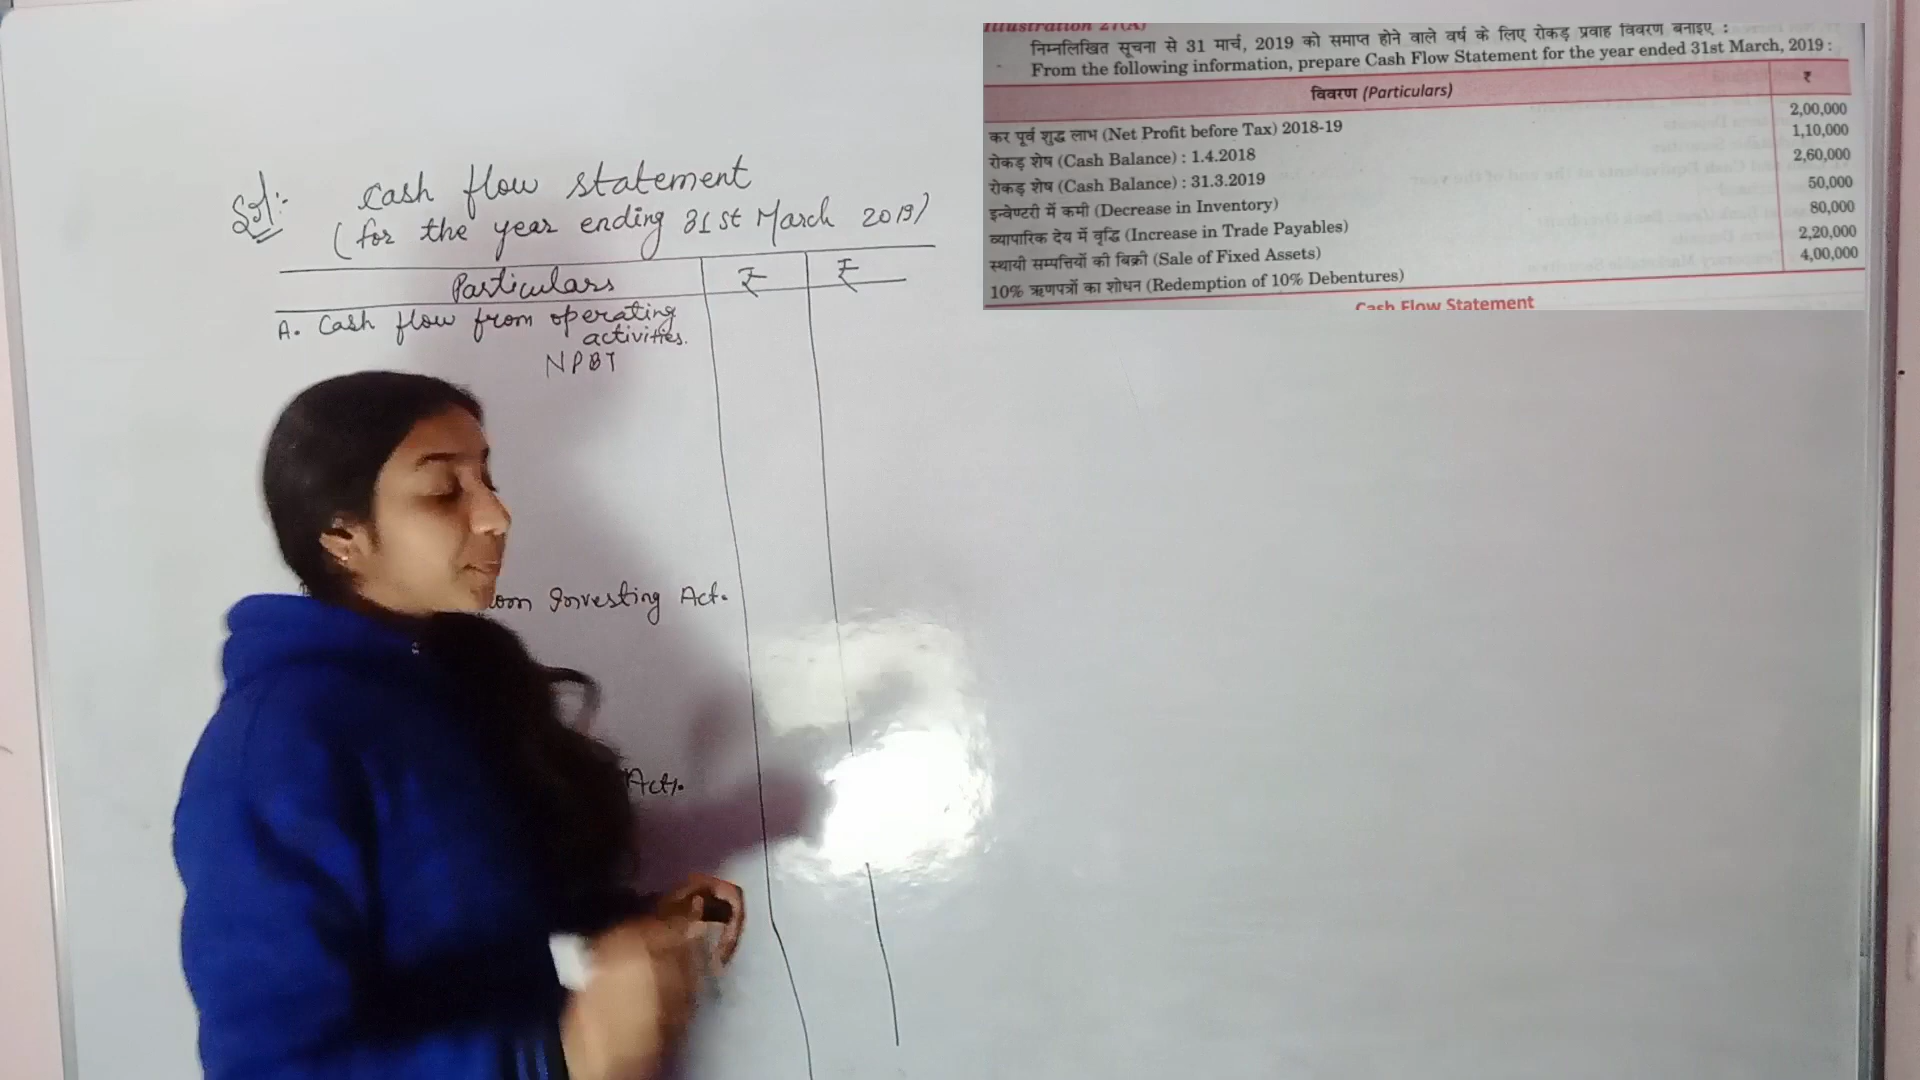 Sol:-
Cash flow statement
(for the year ending 31st March 2019)
Particulars ₹ ₹
A. Cash flow from operating
activities.
NPBT
Investing Act.
Act.
Illustration 27(A)
निम्नलिखित सूचना से 31 मार्च, 2019 को समाप्त होने वाले वर्ष के लिए रोकड़ प्रवाह विवरण बनाइए :
From the following information, prepare Cash Flow Statement for the year ended 31st March, 2019 :
विवरण (Particulars) ₹
कर पूर्व शुद्ध लाभ (Net Profit before Tax) 2018-19 2,00,000
रोकड़ शेष (Cash Balance) : 1.4.2018 1,10,000
रोकड़ शेष (Cash Balance) : 31.3.2019 2,60,000
इन्वेण्टरी में कमी (Decrease in Inventory) 50,000
व्यापारिक देय में वृद्धि (Increase in Trade Payables) 80,000
स्थायी सम्पत्तियों की बिक्री (Sale of Fixed Assets) 2,20,000
10% ऋणपत्रों का शोधन (Redemption of 10% Debentures) 4,00,000
Cash Flow Statement